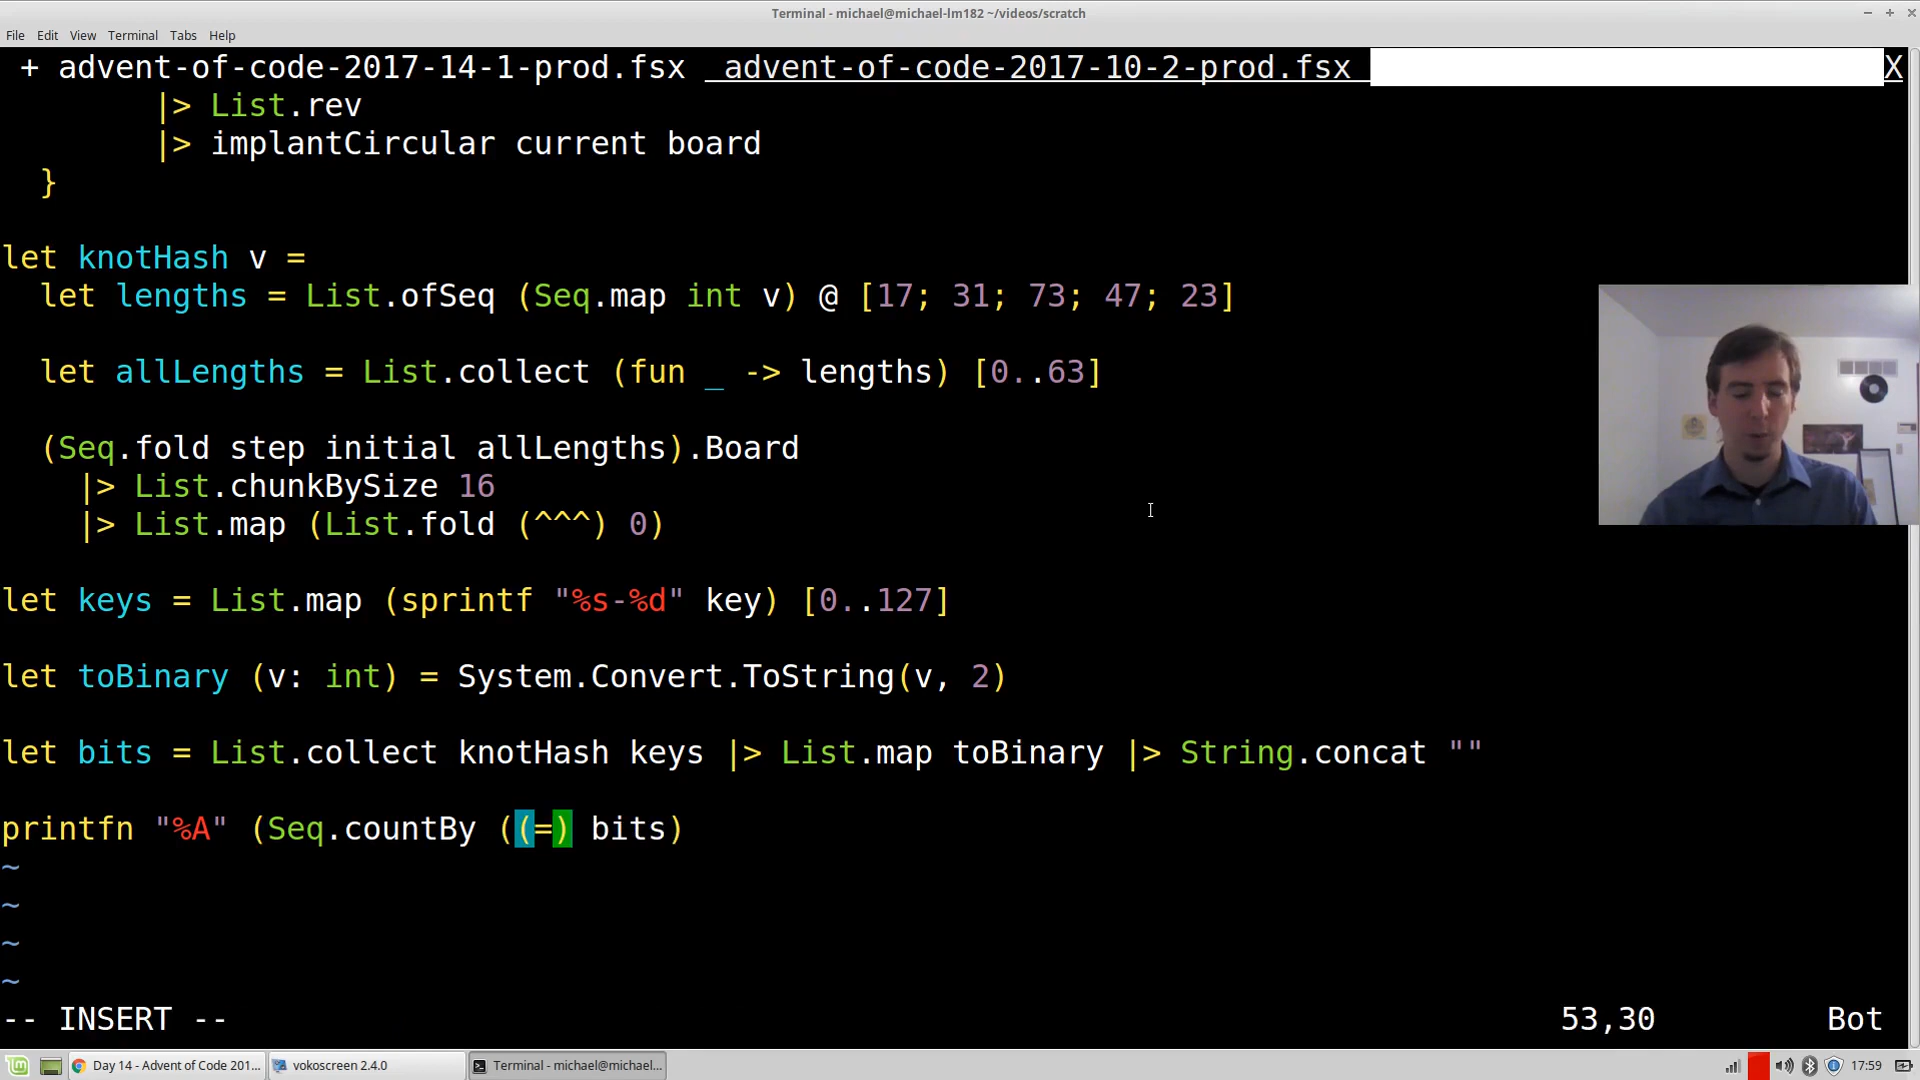 Terminal - michael@michael-lm182 ~/videos/scratch
File Edit View Terminal Tabs Help
+ advent-of-code-2017-14-1-prod.fsx  advent-of-code-2017-10-2-prod.fsx X
|> List.rev
|> implantCircular current board
}
let knotHash v =
let lengths = List.ofSeq (Seq.map int v) @ [17; 31; 73; 47; 23]
let allLengths = List.collect (fun _ -> lengths) [0..63]
(Seq.fold step initial allLengths).Board
|> List.chunkBySize 16
|> List.map (List.fold (^^^) 0)
let keys = List.map (sprintf "%s-%d" key) [0..127]
let toBinary (v: int) = System.Convert.ToString(v, 2)
let bits = List.collect knotHash keys |> List.map toBinary |> String.concat ""
printfn "%A" (Seq.countBy ((=) bits)
~
~
~
~
-- INSERT -- 53,30 Bot
Day 14 - Advent of Code 201... vokoscreen 2.4.0 Terminal - michael@michael... 17:59